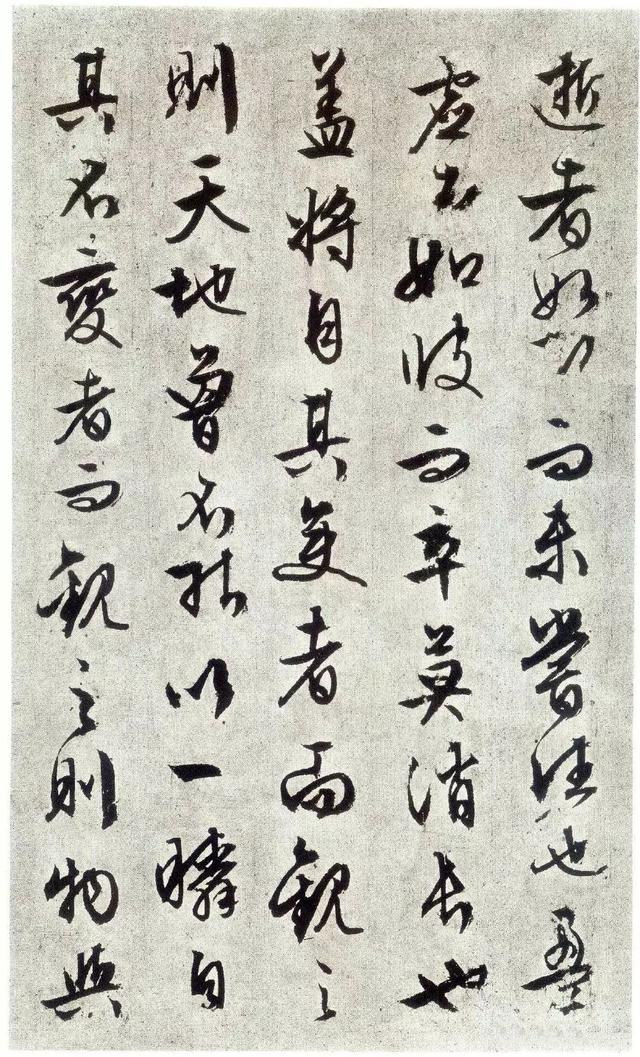 逝者如斯而未嘗往也盈
虛者如彼而卒莫消長也
蓋將自其變者而觀之
則天地曾不能以一瞬自
其不變者而觀之則物與